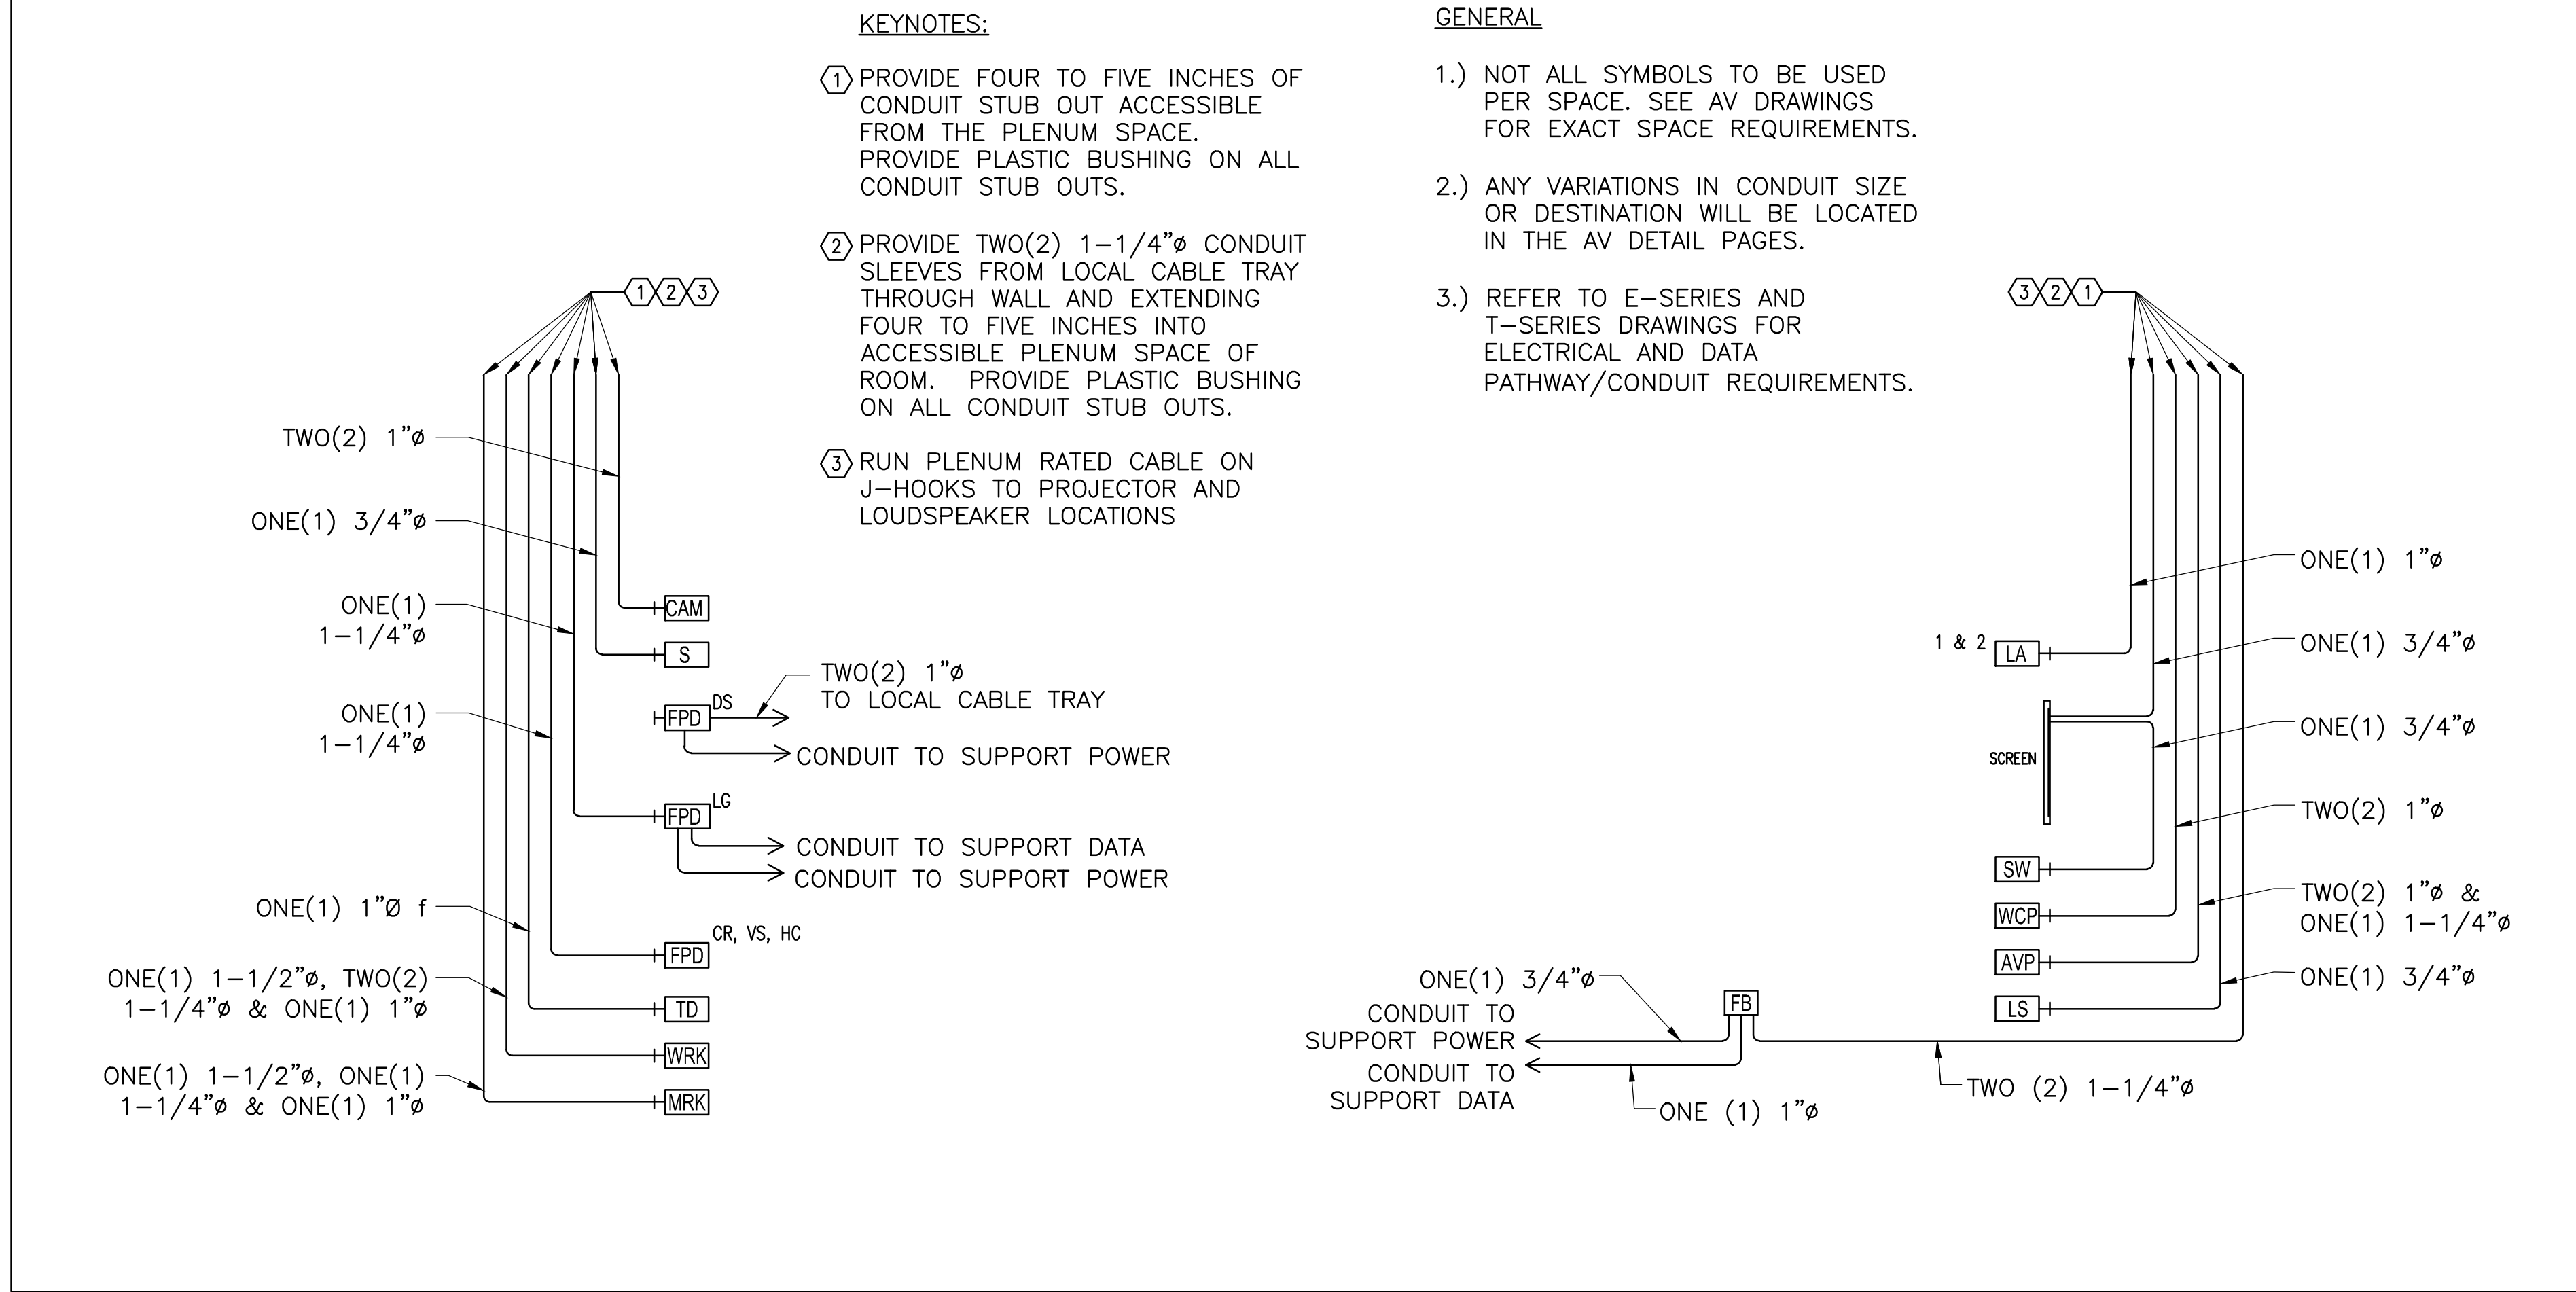 KEYNOTES:
1 PROVIDE FOUR TO FIVE INCHES OF
CONDUIT STUB OUT ACCESSIBLE
FROM THE PLENUM SPACE.
PROVIDE PLASTIC BUSHING ON ALL
CONDUIT STUB OUTS.
2 PROVIDE TWO(2) 1-1/4"ø CONDUIT
SLEEVES FROM LOCAL CABLE TRAY
THROUGH WALL AND EXTENDING
FOUR TO FIVE INCHES INTO
ACCESSIBLE PLENUM SPACE OF
ROOM. PROVIDE PLASTIC BUSHING
ON ALL CONDUIT STUB OUTS.
3 RUN PLENUM RATED CABLE ON
J-HOOKS TO PROJECTOR AND
LOUDSPEAKER LOCATIONS
GENERAL
1.) NOT ALL SYMBOLS TO BE USED
PER SPACE. SEE AV DRAWINGS
FOR EXACT SPACE REQUIREMENTS.
2.) ANY VARIATIONS IN CONDUIT SIZE
OR DESTINATION WILL BE LOCATED
IN THE AV DETAIL PAGES.
3.) REFER TO E-SERIES AND
T-SERIES DRAWINGS FOR
ELECTRICAL AND DATA
PATHWAY/CONDUIT REQUIREMENTS.
1 2 3
TWO(2) 1"ø
ONE(1) 3/4"ø
ONE(1)
1-1/4"ø
ONE(1)
1-1/4"ø
ONE(1) 1"Ø f
ONE(1) 1-1/2"ø, TWO(2)
1-1/4"ø & ONE(1) 1"ø
ONE(1) 1-1/2"ø, ONE(1)
1-1/4"ø & ONE(1) 1"ø
CAM
S
FPD DS
TWO(2) 1"ø
TO LOCAL CABLE TRAY
CONDUIT TO SUPPORT POWER
FPD LG
CONDUIT TO SUPPORT DATA
CONDUIT TO SUPPORT POWER
FPD CR, VS, HC
TD
WRK
MRK
3 2 1
1 & 2 LA
SCREEN
SW
WCP
AVP
LS
ONE(1) 1"ø
ONE(1) 3/4"ø
ONE(1) 3/4"ø
TWO(2) 1"ø
TWO(2) 1"ø &
ONE(1) 1-1/4"ø
ONE(1) 3/4"ø
FB
ONE(1) 3/4"ø
CONDUIT TO
SUPPORT POWER
CONDUIT TO
SUPPORT DATA
ONE (1) 1"ø
TWO (2) 1-1/4"ø